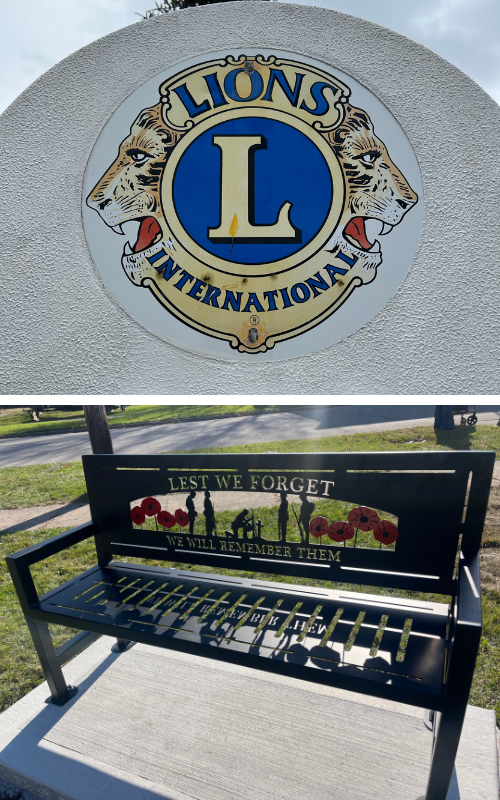 LIONS
L
INTERNATIONAL
®
LEST WE FORGET
WE WILL REMEMBER THEM